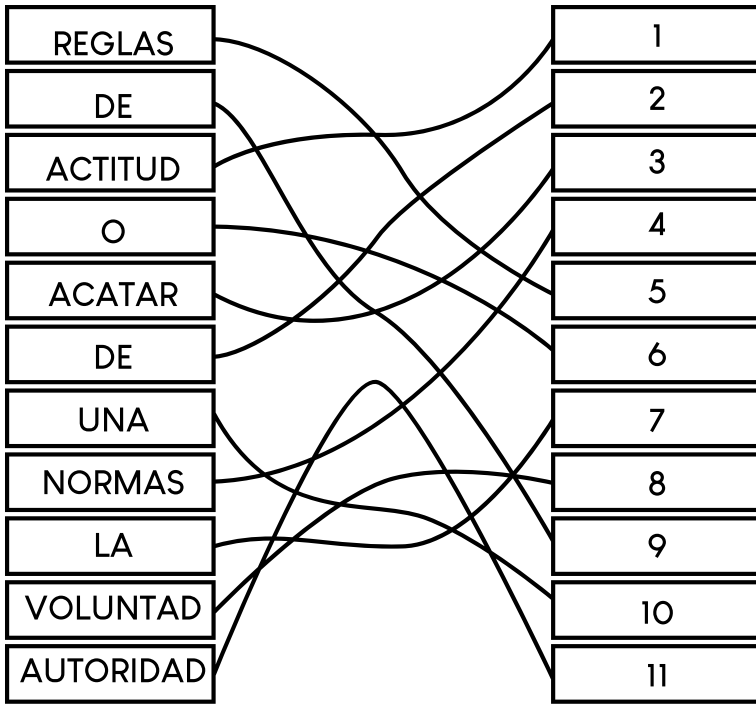 REGLAS 1
DE 2
ACTITUD 3
O 4
ACATAR 5
DE 6
UNA 7
NORMAS 8
LA 9
VOLUNTAD 10
AUTORIDAD 11